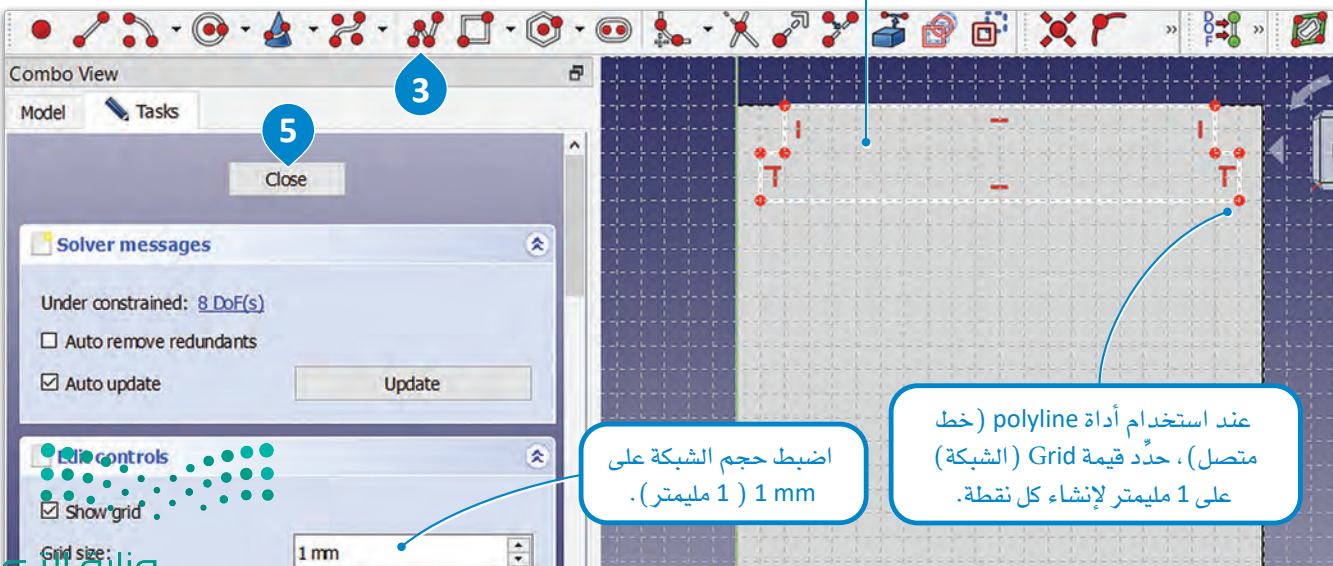 3
Combo View
Model
Tasks
5
Close
Solver messages
Under constrained: 8 DoF(s)
Auto remove redundants
Auto update
Update
Edit controls
Show grid
Grid size:
1 mm
اضبط حجم الشبكة على
1 mm ( 1 مليمتر).
عند استخدام أداة polyline (خط
متصل)، حدِّد قيمة Grid (الشبكة)
على 1 مليمتر لإنشاء كل نقطة.